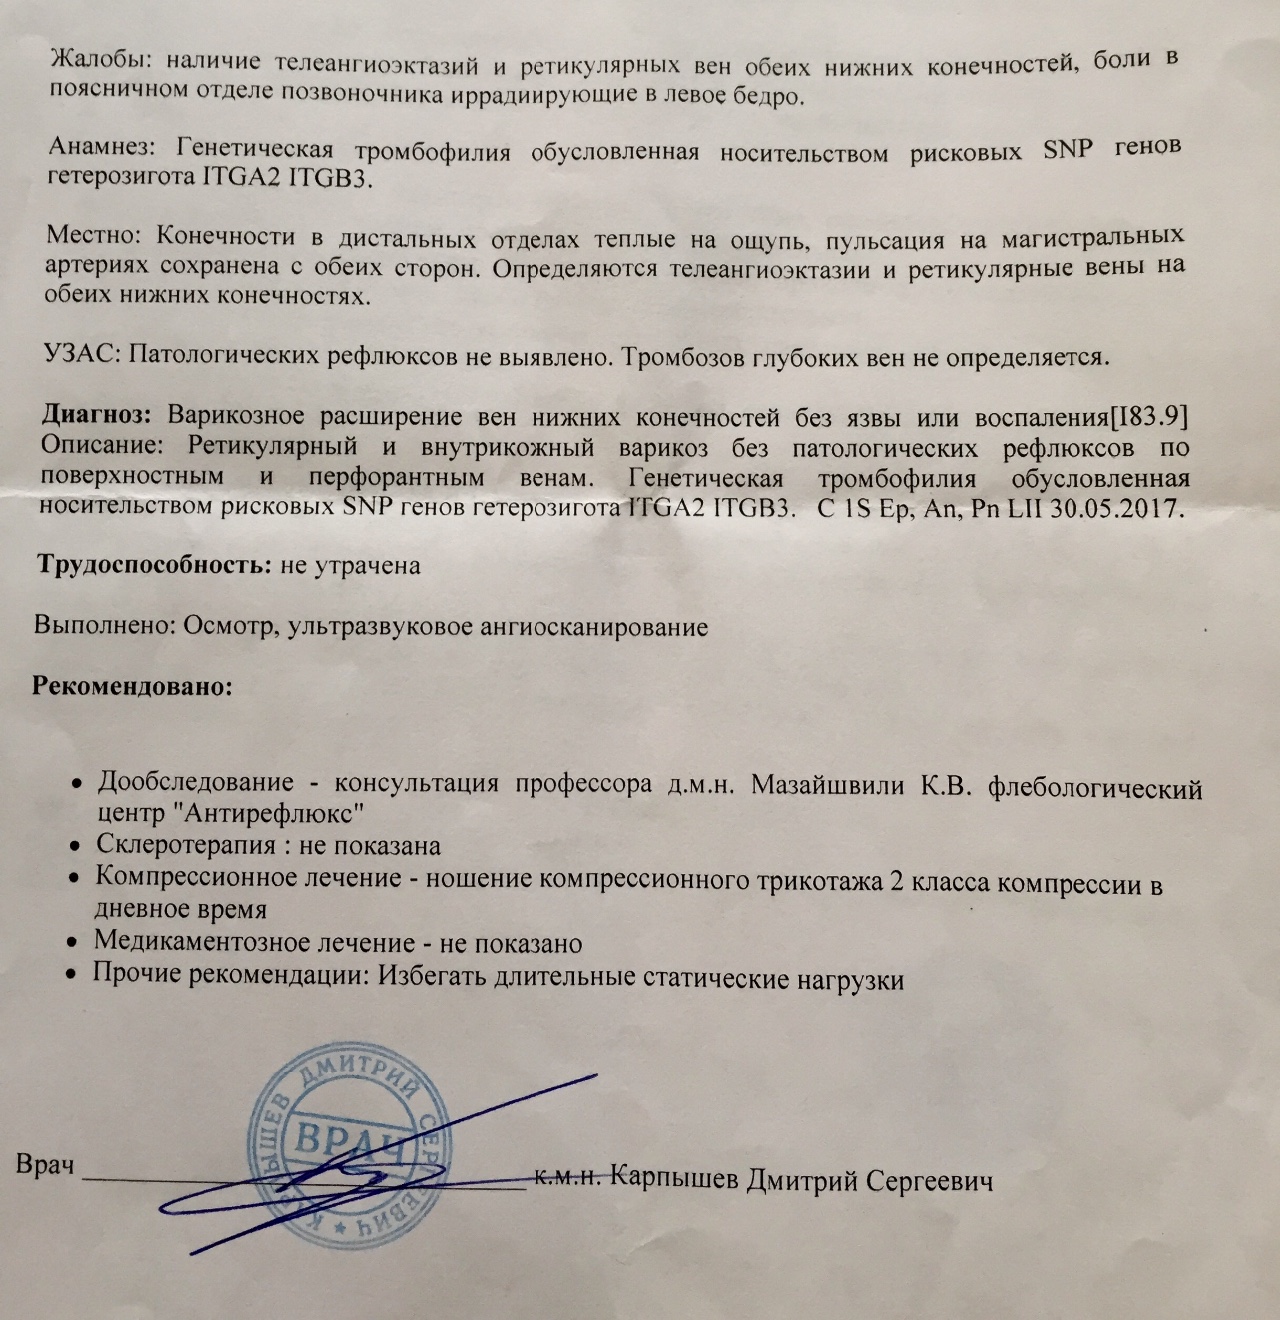 Жалобы: наличие телеангиоэктазий и ретикулярных вен обеих нижних конечностей, боли в
поясничном отделе позвоночника иррадиирующие в левое бедро.
Анамнез: Генетическая тромбофилия обусловленная носительством рисковых SNP генов
гетерозигота ITGA2 ITGB3.
Местно: Конечности в дистальных отделах теплые на ощупь, пульсация на магистральных
артериях сохранена с обеих сторон. Определяются телеангиоэктазии и ретикулярные вены на
обеих нижних конечностях.
УЗАС: Патологических рефлюксов не выявлено. Тромбозов глубоких вен не определяется.
Диагноз: Варикозное расширение вен нижних конечностей без язвы или воспаления[I83.9]
Описание: Ретикулярный и внутрикожный варикоз без патологических рефлюксов по
поверхностным и перфорантным венам. Генетическая тромбофилия обусловленная
носительством рисковых SNP генов гетерозигота ITGA2 ITGB3. С 1S Ep, An, Pn LII 30.05.2017.
Трудоспособность: не утрачена
Выполнено: Осмотр, ультразвуковое ангиосканирование
Рекомендовано:
• Дообследование - консультация профессора д.м.н. Мазайшвили К.В. флебологический
центр "Антирефлюкс"
• Склеротерапия : не показана
• Компрессионное лечение - ношение компрессионного трикотажа 2 класса компрессии в
дневное время
• Медикаментозное лечение - не показано
• Прочие рекомендации: Избегать длительные статические нагрузки
КАРПЫШЕВ ДМИТРИЙ СЕРГЕЕВИЧ
ВРАЧ
Врач к.м.н. Карпышев Дмитрий Сергеевич